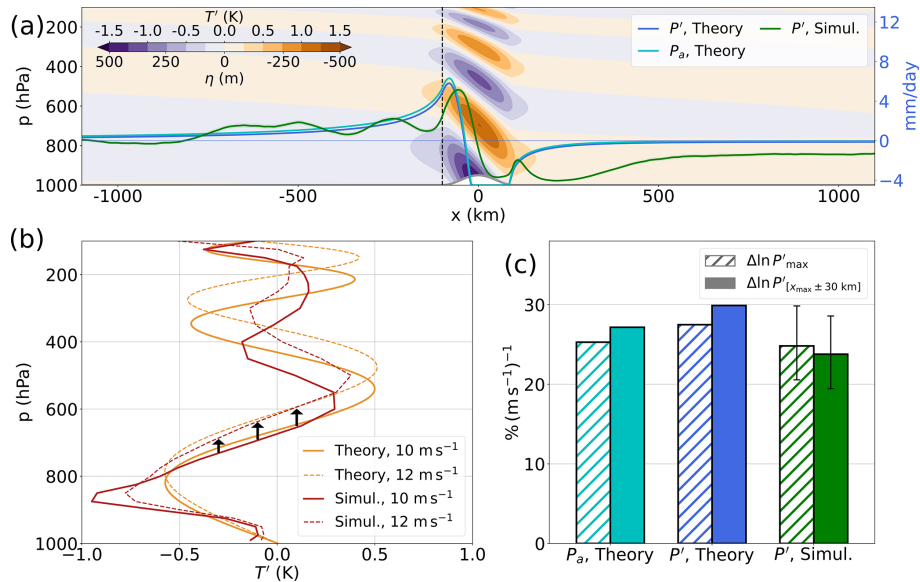 (a)
T′ (K)
-1.5 -1.0 -0.5 0.0 0.5 1.0 1.5
500 250 0 -250 -500
η (m)
P′, Theory
P′, Simul.
Pₐ, Theory
p (hPa)
200
400
600
800
1000
12
8
4
0
−4
mm/day
-1000 -500 0 500 1000
x (km)
(b)
p (hPa)
200
400
600
800
1000
Theory, 10 m s⁻¹
Theory, 12 m s⁻¹
Simul., 10 m s⁻¹
Simul., 12 m s⁻¹
−1.0 −0.5 0.0 0.5 1.0
T′ (K)
(c)
Δln P′max
Δln P′[xmax ± 30 km]
% (m s⁻¹)⁻¹
30
20
10
0
Pₐ, Theory P′, Theory P′, Simul.